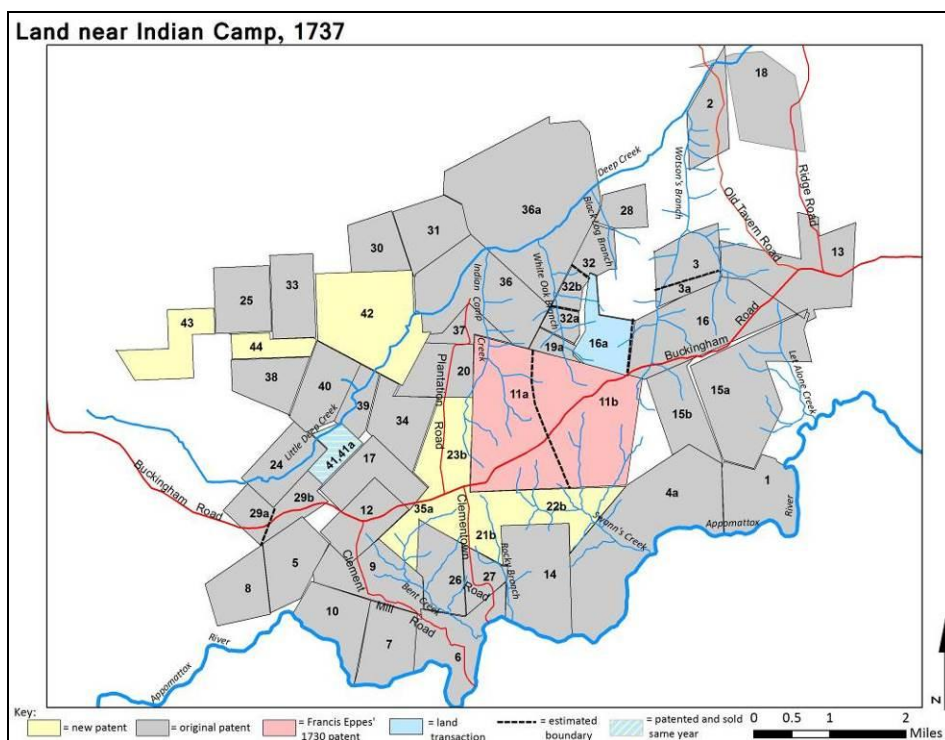 Land near Indian Camp, 1737
18
2
Deep Creek
Watson's Branch
Ridge Road
Old Tavern Road
36a
Black Log Branch
28
31
30
13
32
3
36
Indian Camp Creek
White Oak Branch
32b
3a
33
25
42
43
32a
16
16a
37
19a
Buckingham Road
44
Plantation Road
20
38
11a
11b
15a
Let Alone Creek
40
39
34
15b
Little Deep Creek
41,41a
24
17
23b
Buckingham Road
29b
4a
1
River
29a
12
35a
Clementown Road
22b
Swann's Creek
Appomattox
21b
Rocky Branch
5
Clement Mill Road
9
14
8
26
27
Bent Creek
10
7
6
Appomattox River
N
Key:
= new patent
= original patent
= Francis Eppes'
1730 patent
= land
transaction
= estimated
boundary
= patented and sold
same year
0 0.5 1 2
Miles